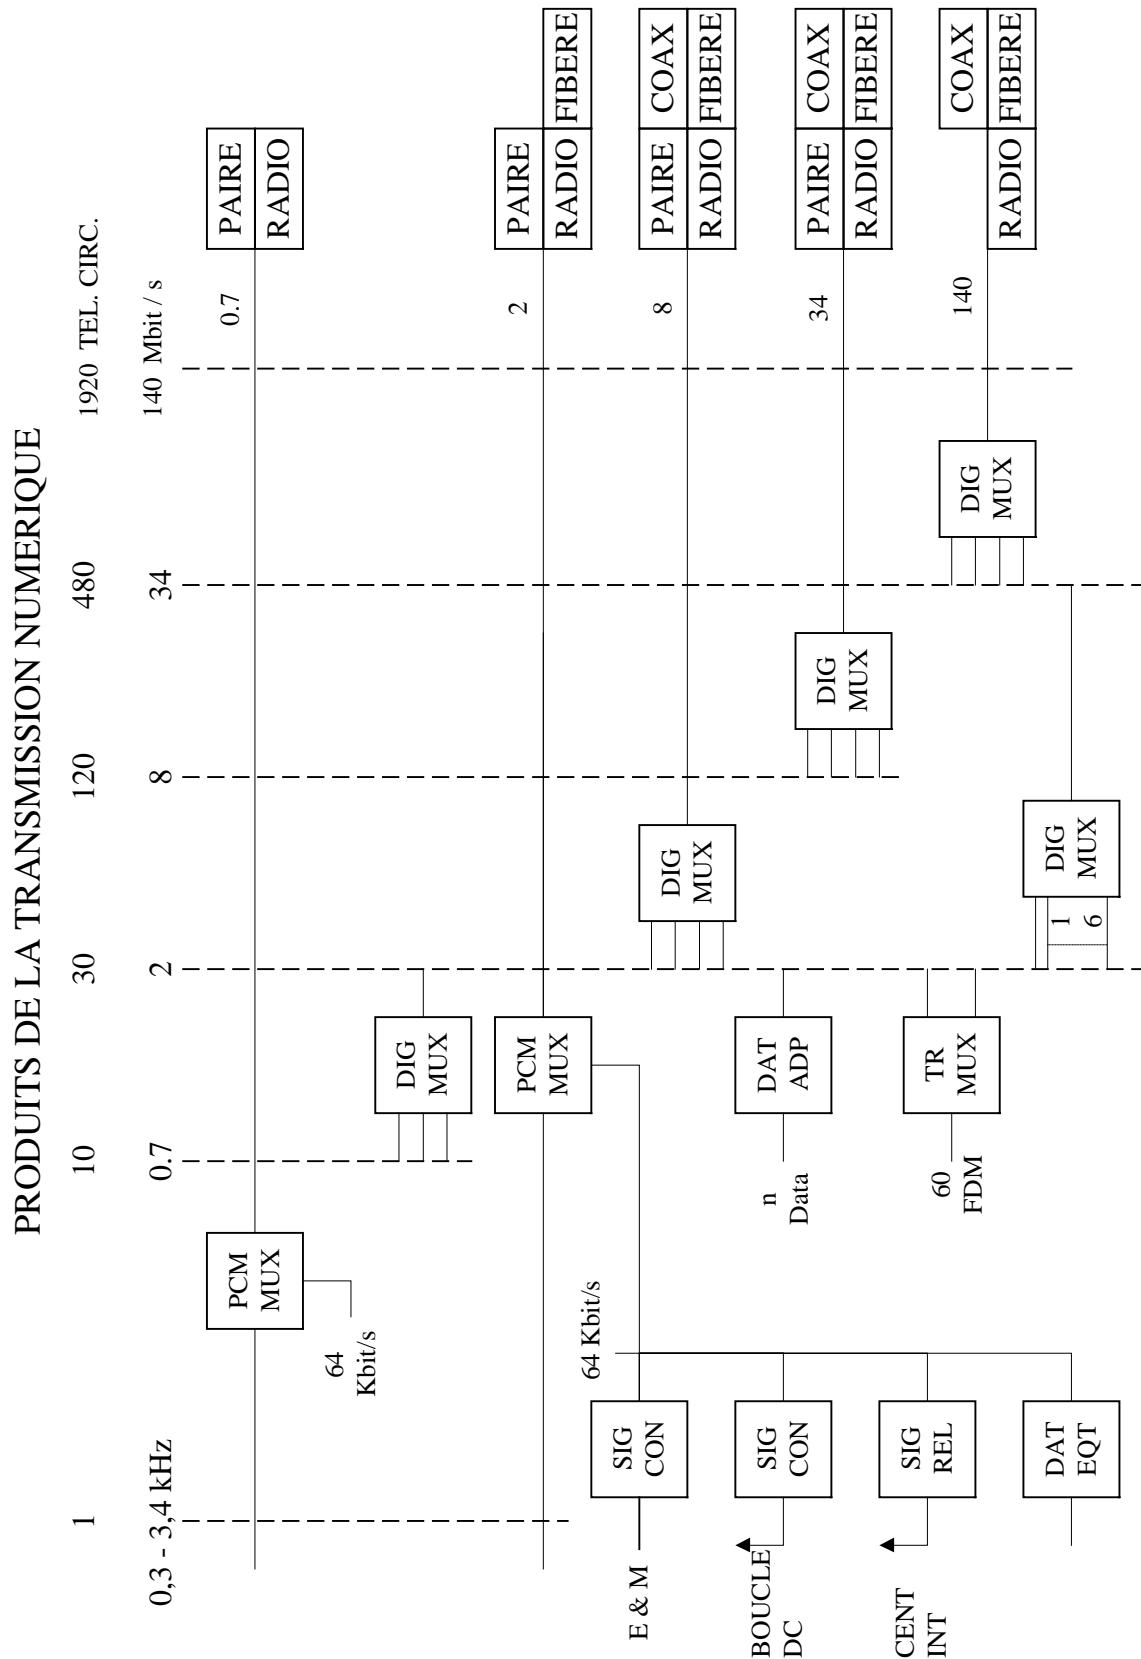 PRODUITS DE LA TRANSMISSION NUMERIQUE
1 10 30 120 480 1920 TEL. CIRC.
0,3 - 3,4 kHz 0.7 2 8 34 140 Mbit / s
PCM
MUX
64
Kbit/s
0.7
PAIRE
RADIO
DIG
MUX
PCM
MUX
2
PAIRE
RADIO FIBERE
64 Kbit/s
E & M
SIG
CON
DIG
MUX
8
PAIRE COAX
RADIO FIBERE
BOUCLE
DC
SIG
CON
n
Data
DAT
ADP
DIG
MUX
34
PAIRE COAX
RADIO FIBERE
CENT
INT
SIG
REL
60
FDM
TR
MUX
DIG
MUX
140
COAX
RADIO FIBERE
DAT
EQT
1
6
DIG
MUX